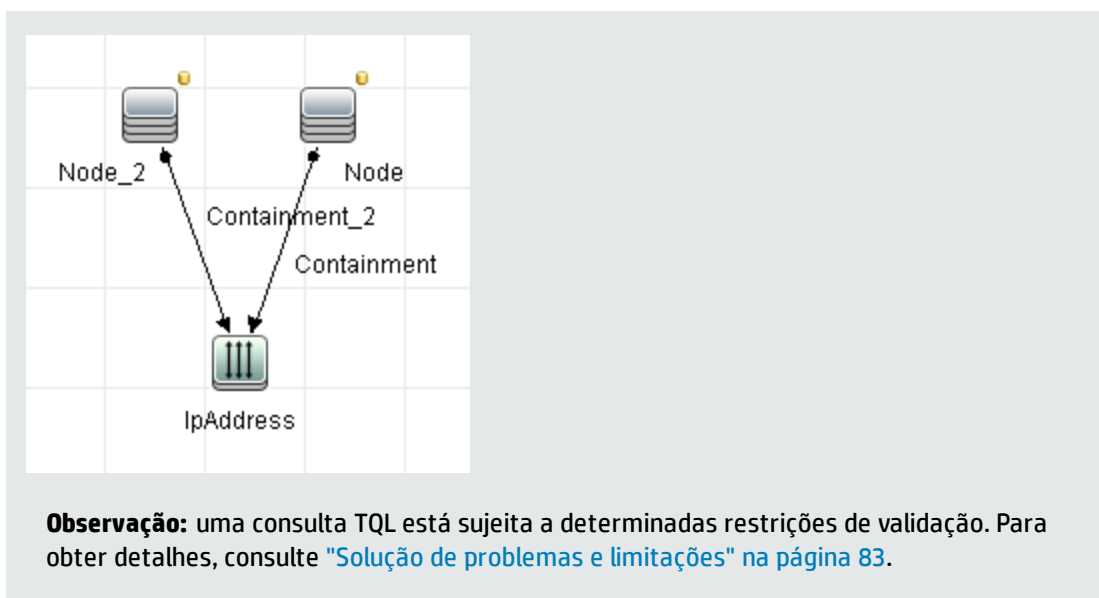 Node_2
Node
Containment_2
Containment
IpAddress
Observação: uma consulta TQL está sujeita a determinadas restrições de validação. Para
obter detalhes, consulte "Solução de problemas e limitações" na página 83.